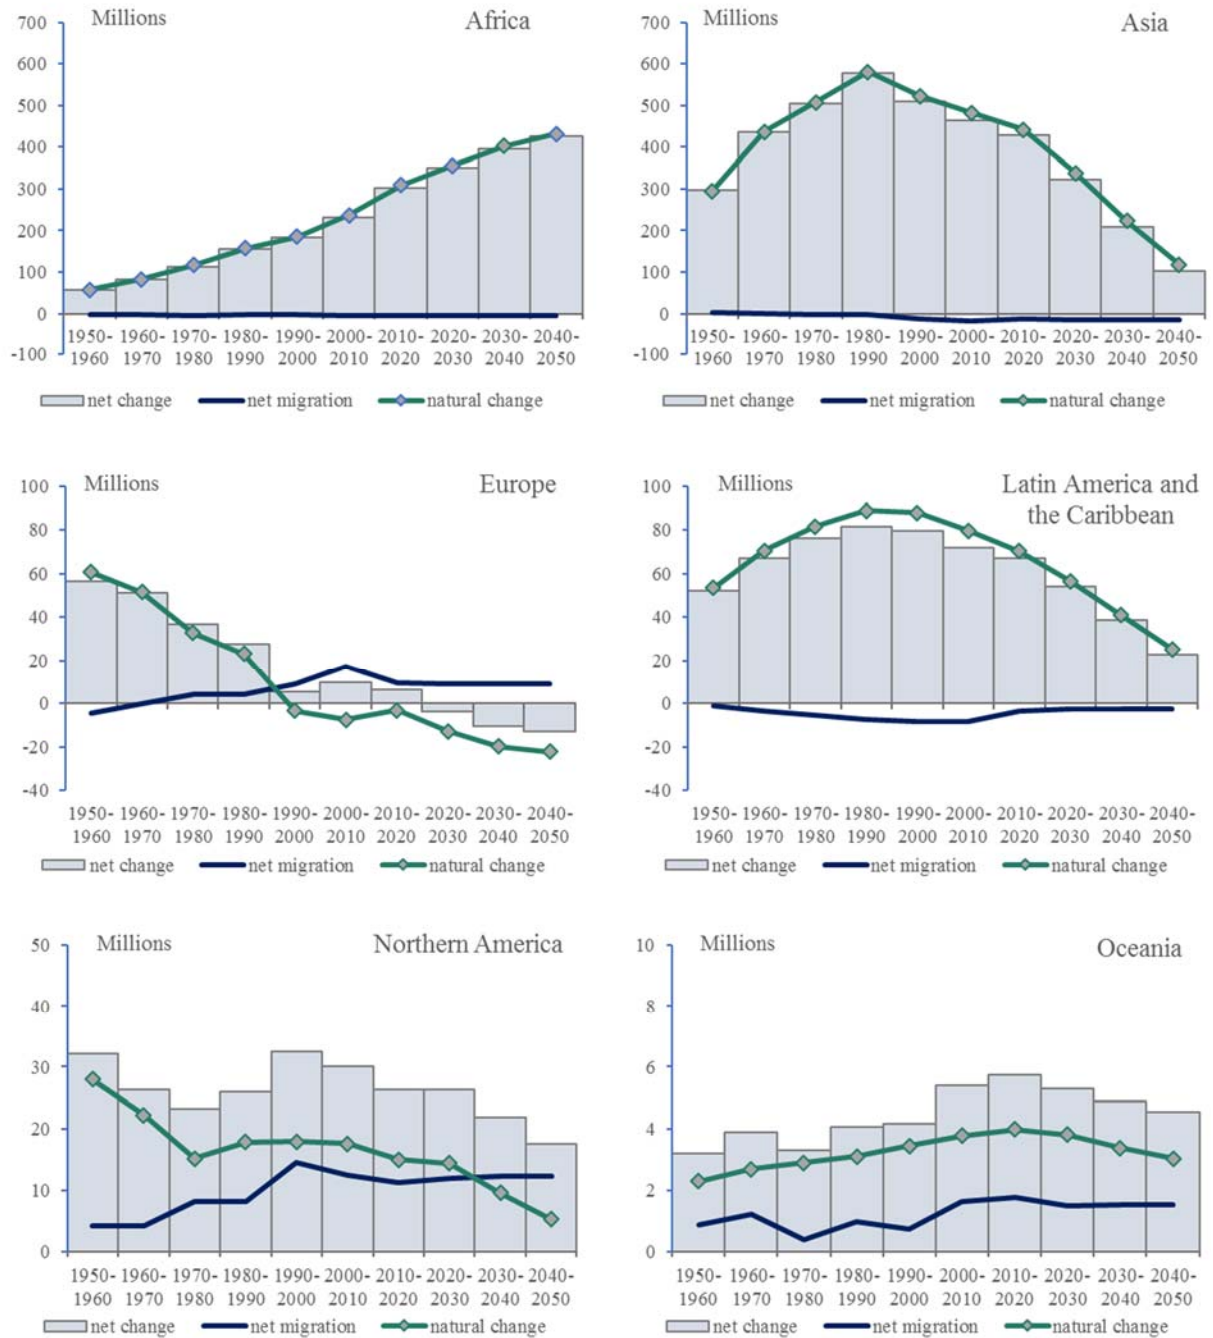 Millions Africa
700
600
500
400
300
200
100
0
-100
1950- 1960- 1970- 1980- 1990- 2000- 2010- 2020- 2030- 2040-
1960 1970 1980 1990 2000 2010 2020 2030 2040 2050
net change net migration natural change
Millions Asia
700
600
500
400
300
200
100
0
-100
1950- 1960- 1970- 1980- 1990- 2000- 2010- 2020- 2030- 2040-
1960 1970 1980 1990 2000 2010 2020 2030 2040 2050
net change net migration natural change
Millions Europe
100
80
60
40
20
0
-20
-40
1950- 1960- 1970- 1980- 1990- 2000- 2010- 2020- 2030- 2040-
1960 1970 1980 1990 2000 2010 2020 2030 2040 2050
net change net migration natural change
Millions Latin America and
the Caribbean
100
80
60
40
20
0
-20
-40
1950- 1960- 1970- 1980- 1990- 2000- 2010- 2020- 2030- 2040-
1960 1970 1980 1990 2000 2010 2020 2030 2040 2050
net change net migration natural change
Millions Northern America
50
40
30
20
10
0
1950- 1960- 1970- 1980- 1990- 2000- 2010- 2020- 2030- 2040-
1960 1970 1980 1990 2000 2010 2020 2030 2040 2050
net change net migration natural change
Millions Oceania
10
8
6
4
2
0
1950- 1960- 1970- 1980- 1990- 2000- 2010- 2020- 2030- 2040-
1960 1970 1980 1990 2000 2010 2020 2030 2040 2050
net change net migration natural change